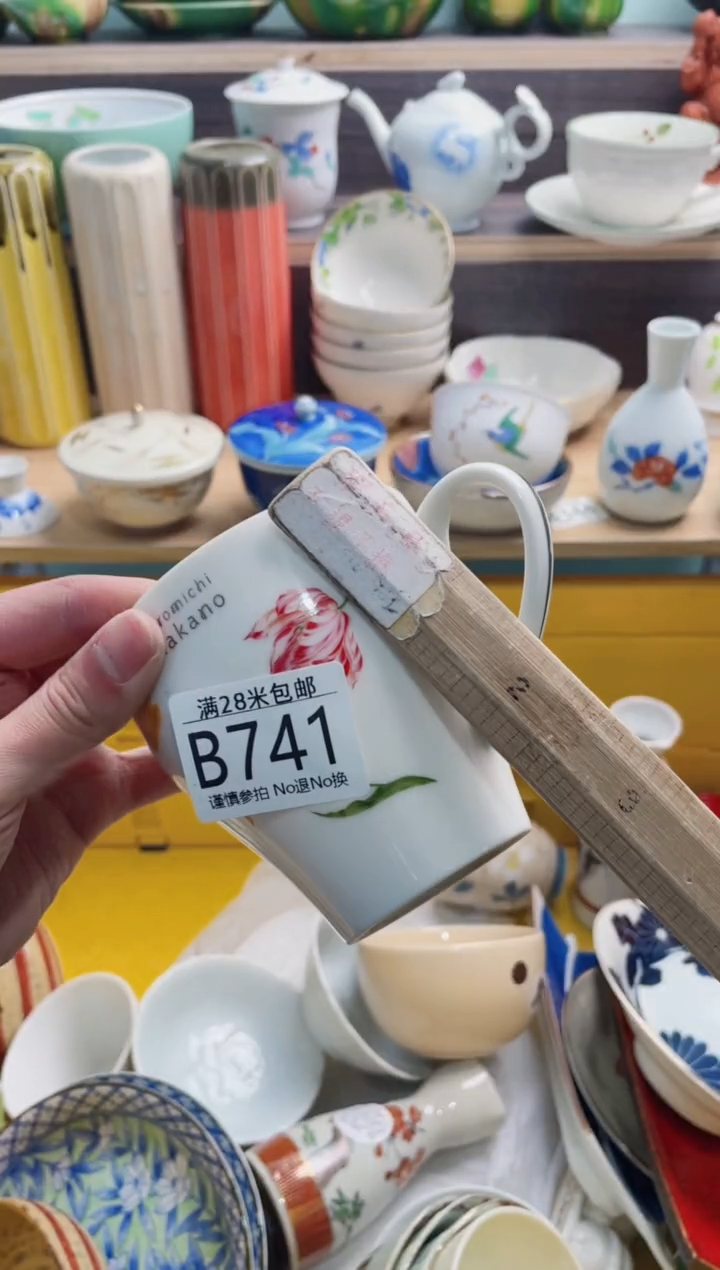 romichi
akano
满28米包邮
B741
谨慎参拍 No退No换